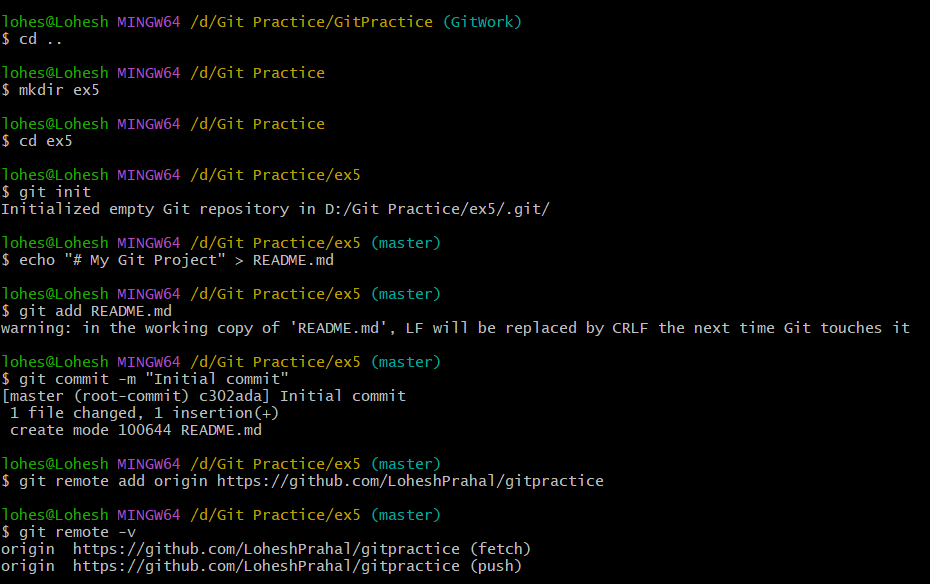 lohes@Lohesh MINGW64 /d/Git Practice/GitPractice (GitWork)
$ cd ..
lohes@Lohesh MINGW64 /d/Git Practice
$ mkdir ex5
lohes@Lohesh MINGW64 /d/Git Practice
$ cd ex5
lohes@Lohesh MINGW64 /d/Git Practice/ex5
$ git init
Initialized empty Git repository in D:/Git Practice/ex5/.git/
lohes@Lohesh MINGW64 /d/Git Practice/ex5 (master)
$ echo "# My Git Project" > README.md
lohes@Lohesh MINGW64 /d/Git Practice/ex5 (master)
$ git add README.md
warning: in the working copy of 'README.md', LF will be replaced by CRLF the next time Git touches it
lohes@Lohesh MINGW64 /d/Git Practice/ex5 (master)
$ git commit -m "Initial commit"
[master (root-commit) c302ada] Initial commit
 1 file changed, 1 insertion(+)
 create mode 100644 README.md
lohes@Lohesh MINGW64 /d/Git Practice/ex5 (master)
$ git remote add origin https://github.com/LoheshPrahal/gitpractice
lohes@Lohesh MINGW64 /d/Git Practice/ex5 (master)
$ git remote -v
origin  https://github.com/LoheshPrahal/gitpractice (fetch)
origin  https://github.com/LoheshPrahal/gitpractice (push)